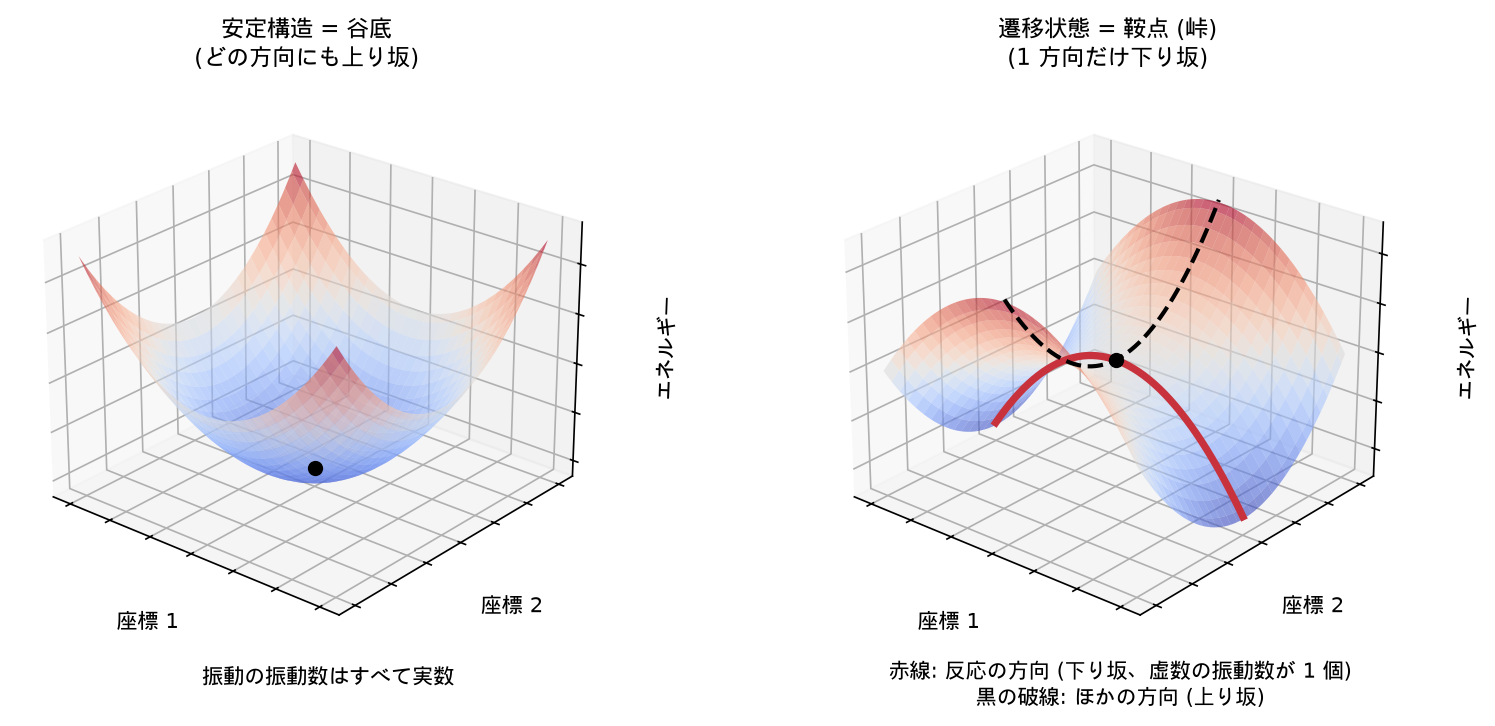 安定構造 = 谷底
(どの方向にも上り坂)
エネルギー
座標 1
座標 2
振動の振動数はすべて実数
遷移状態 = 鞍点 (峠)
(1 方向だけ下り坂)
エネルギー
座標 1
座標 2
赤線: 反応の方向 (下り坂、虚数の振動数が 1 個)
黒の破線: ほかの方向 (上り坂)